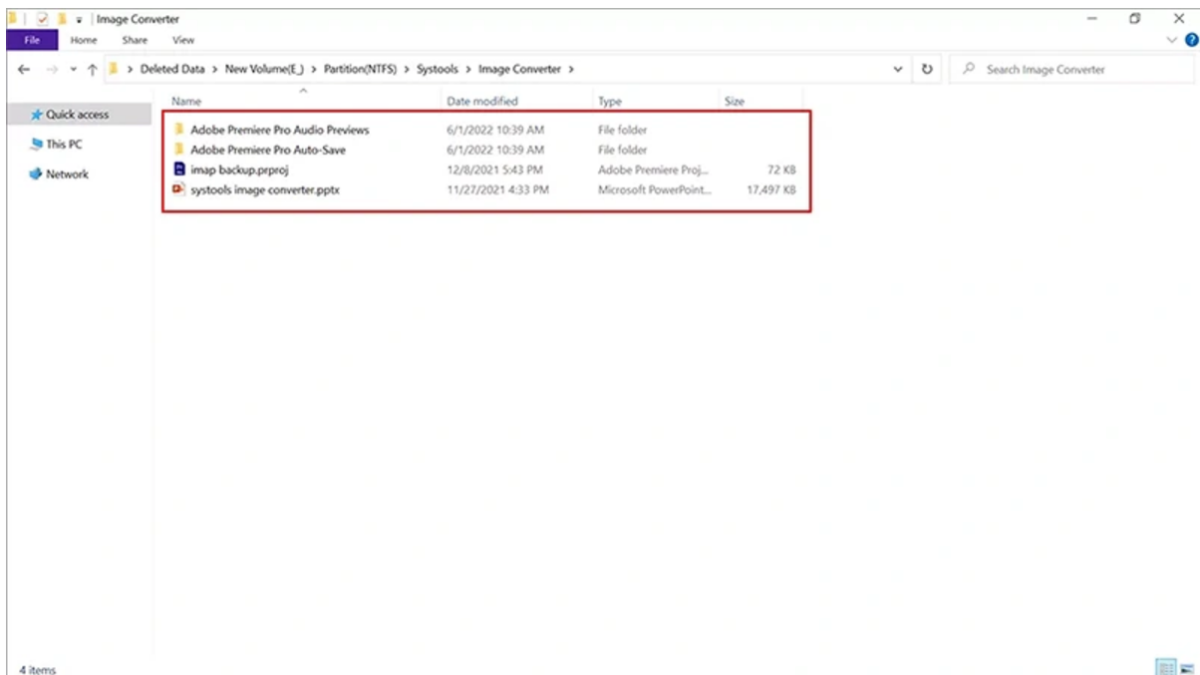 Image Converter
File Home Share View
Deleted Data > New Volume(E_) > Partition(NTFS) > Systools > Image Converter >
Search Image Converter
Quick access
This PC
Network
Name Date modified Type Size
Adobe Premiere Pro Audio Previews 6/1/2022 10:39 AM File folder
Adobe Premiere Pro Auto-Save 6/1/2022 10:39 AM File folder
imap backup.prproj 12/8/2021 5:43 PM Adobe Premiere Proj... 72 KB
systools image converter.pptx 11/27/2021 4:33 PM Microsoft PowerPoint... 17,497 KB
4 items